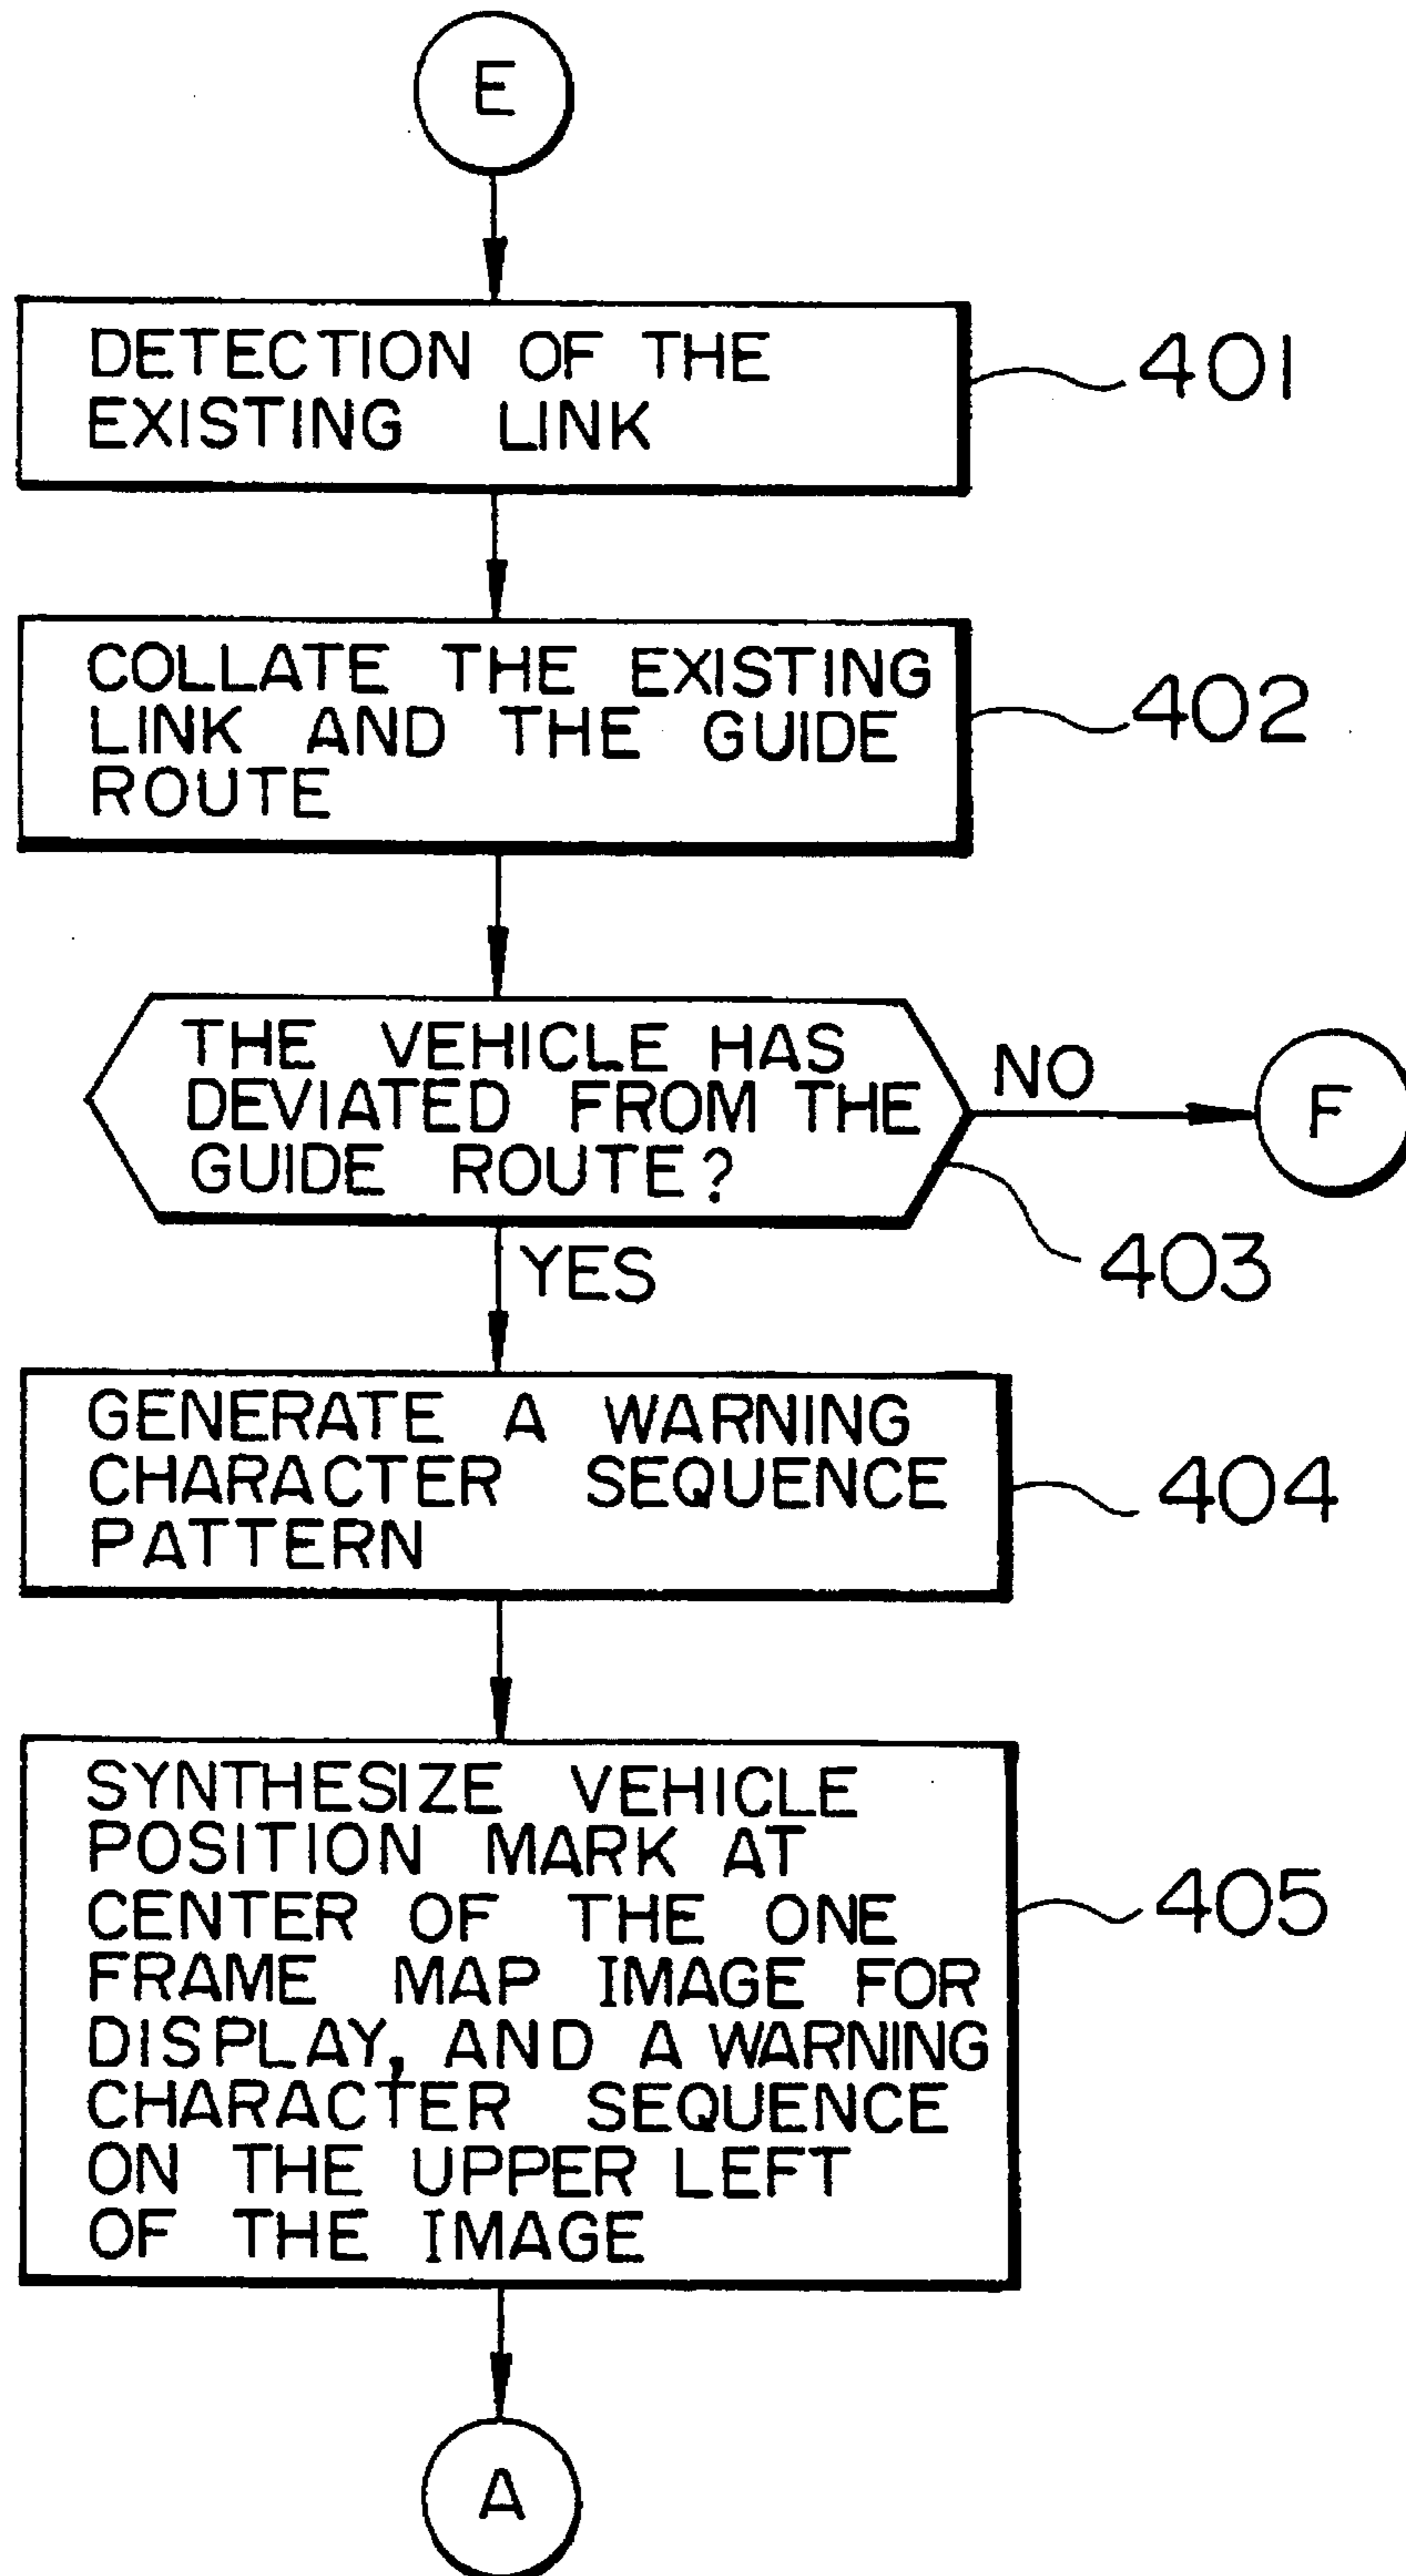 E
DETECTION OF THE
EXISTING LINK
401
COLLATE THE EXISTING
LINK AND THE GUIDE
ROUTE
402
THE VEHICLE HAS
DEVIATED FROM THE
GUIDE ROUTE?
NO
F
403
YES
GENERATE A WARNING
CHARACTER SEQUENCE
PATTERN
404
SYNTHESIZE VEHICLE
POSITION MARK AT
CENTER OF THE ONE
FRAME MAP IMAGE FOR
DISPLAY, AND A WARNING
CHARACTER SEQUENCE
ON THE UPPER LEFT
OF THE IMAGE
405
A